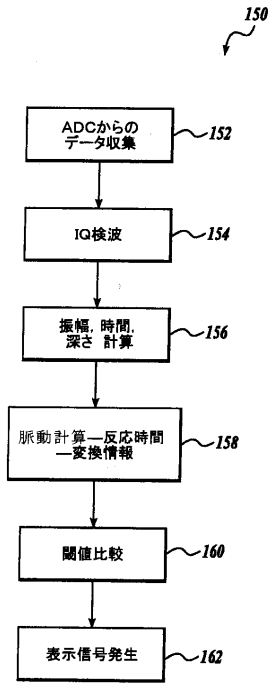 150
ADCからの
データ収集
152
IQ検波
154
振幅,時間,
深さ 計算
156
脈動計算—反応時間
—変換情報
158
閾値比較
160
表示信号発生
162